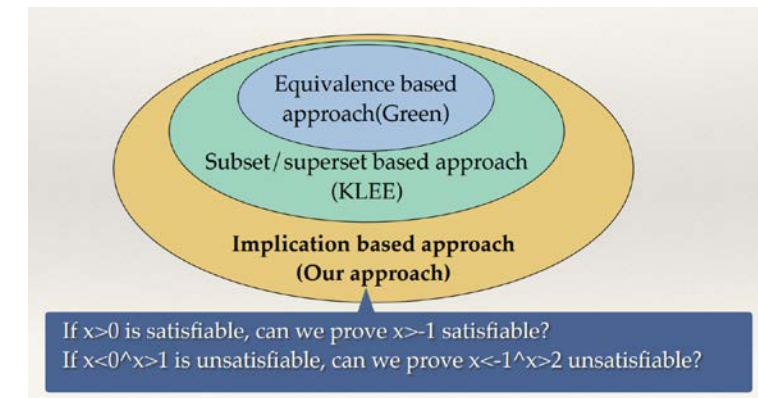 Equivalence based
approach(Green)
Subset/superset based approach
(KLEE)
Implication based approach
(Our approach)
If x>0 is satisfiable, can we prove x>-1 satisfiable?
If x<0^x>1 is unsatisfiable, can we prove x<-1^x>2 unsatisfiable?